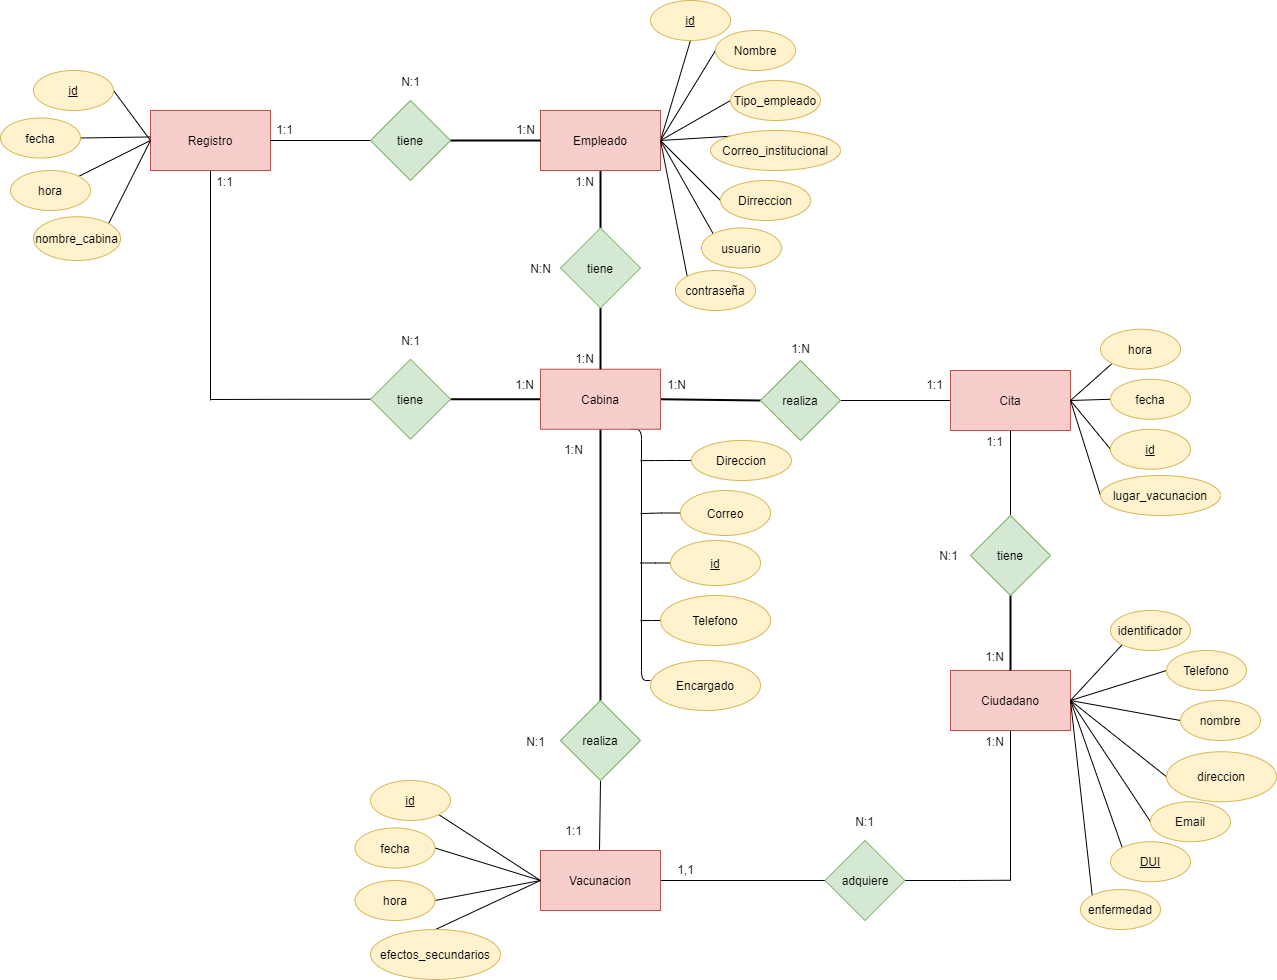 id
Nombre
N:1
id
Tipo_empleado
fecha
Registro
1:1
tiene
1:N
Empleado
Correo_institucional
hora
1:1
1:N
Dirreccion
nombre_cabina
usuario
N:N
tiene
contraseña
N:1
1:N
1:N
hora
tiene
1:N
Cabina
1:N
realiza
1:1
Cita
fecha
1:N
1:1
id
Direccion
lugar_vacunacion
Correo
id
N:1
tiene
Telefono
identificador
1:N
Telefono
Encargado
Ciudadano
nombre
N:1
realiza
1:N
direccion
id
Email
1:1
N:1
fecha
DUI
Vacunacion
1,1
adquiere
hora
enfermedad
efectos_secundarios